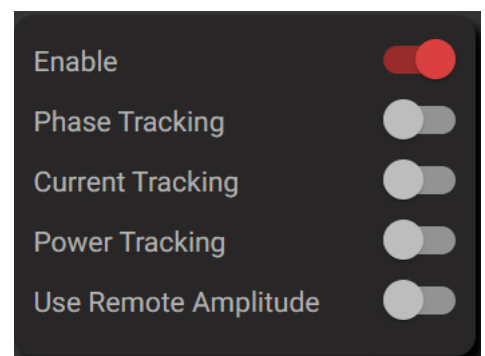 Enable
Phase Tracking
Current Tracking
Power Tracking
Use Remote Amplitude